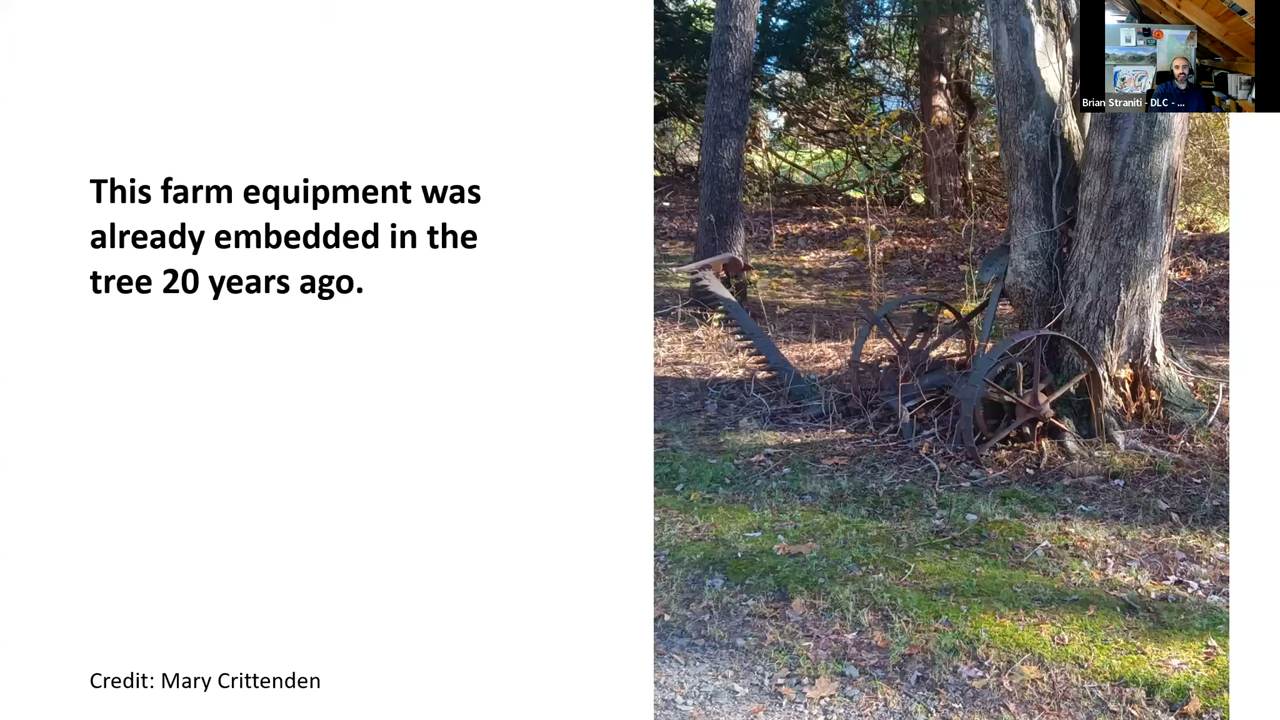 This farm equipment was
already embedded in the
tree 20 years ago.
Credit: Mary Crittenden
Brian Straniti - DLC - ...